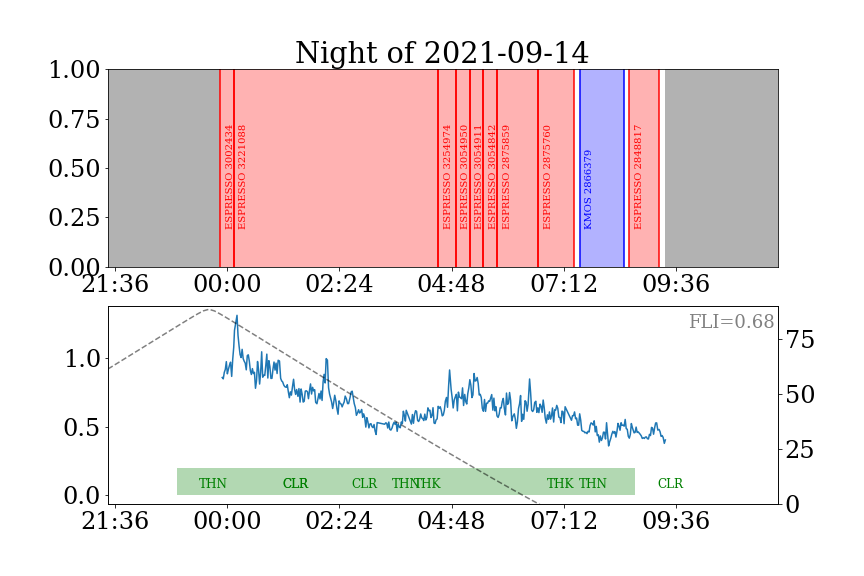 Night of 2021-09-14
1.00
0.75
0.50
0.25
0.00
ESPRESSO 3002434
ESPRESSO 3221088
ESPRESSO 3254974
ESPRESSO 3054950
ESPRESSO 3054911
ESPRESSO 3054842
ESPRESSO 2875859
ESPRESSO 2875760
KMOS 2866379
ESPRESSO 2848817
21:36 00:00 02:24 04:48 07:12 09:36
FLI=0.68
1.0
0.5
0.0
75
50
25
0
THN CLR CLR THN THK THK THN CLR
21:36 00:00 02:24 04:48 07:12 09:36